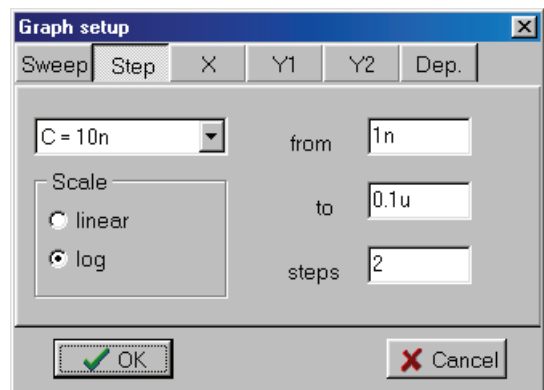 Graph setup
Sweep Step X Y1 Y2 Dep.
C = 10n
from 1n
Scale
linear
to 0.1u
log
steps 2
OK Cancel